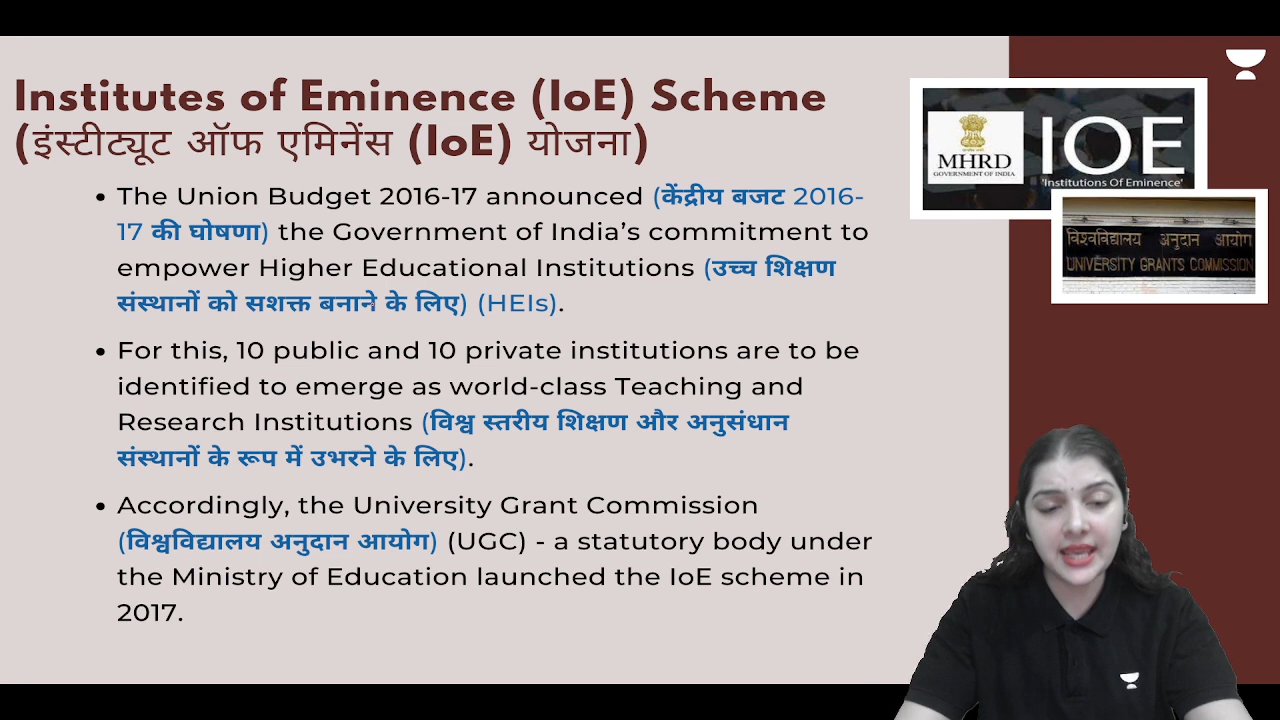 Institutes of Eminence (IoE) Scheme
(इंस्टीट्यूट ऑफ एमिनेंस (IoE) योजना)
• The Union Budget 2016-17 announced (केंद्रीय बजट 2016-
17 की घोषणा) the Government of India’s commitment to
empower Higher Educational Institutions (उच्च शिक्षण
संस्थानों को सशक्त बनाने के लिए) (HEIs).
• For this, 10 public and 10 private institutions are to be
identified to emerge as world-class Teaching and
Research Institutions (विश्व स्तरीय शिक्षण और अनुसंधान
संस्थानों के रूप में उभरने के लिए).
• Accordingly, the University Grant Commission
(विश्वविद्यालय अनुदान आयोग) (UGC) - a statutory body under
the Ministry of Education launched the IoE scheme in
2017.
MHRD
GOVERNMENT OF INDIA
IOE
'Institutions Of Eminence'
विश्वविद्यालय अनुदान आयोग
UNIVERSITY GRANTS COMMISSION